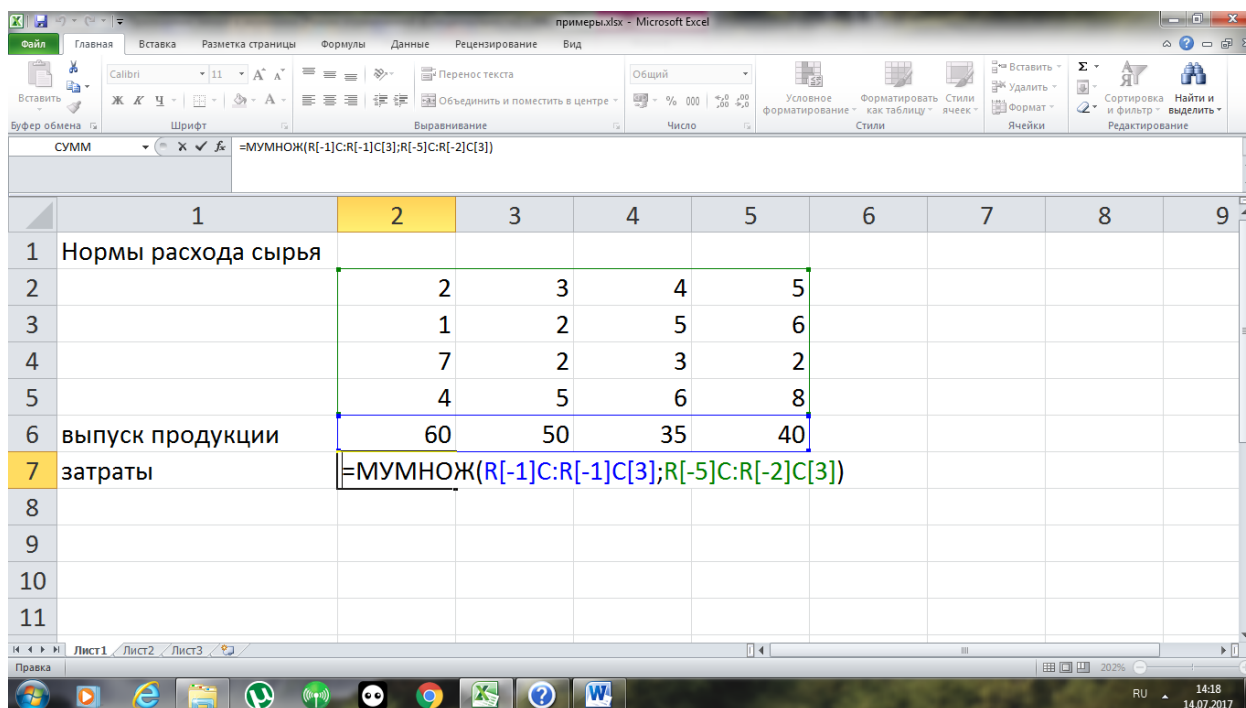 примеры.xlsx - Microsoft Excel
Файл Главная Вставка Разметка страницы Формулы Данные Рецензирование Вид
Вставить
Calibri 11 А А
Ж К Ч А
Перенос текста
Объединить и поместить в центре
Общий
% 000
Условное форматирование
Форматировать как таблицу
Стили ячеек
Вставить
Удалить
Формат
Σ
Сортировка и фильтр
Найти и выделить
Буфер обмена Шрифт Выравнивание Число Стили Ячейки Редактирование
СУММ fx =МУМНОЖ(R[-1]C:R[-1]C[3];R[-5]C:R[-2]C[3])
1 2 3 4 5 6 7 8 9
1 Нормы расхода сырья
2 2 3 4 5
3 1 2 5 6
4 7 2 3 2
5 4 5 6 8
6 выпуск продукции 60 50 35 40
7 затраты =МУМНОЖ(R[-1]C:R[-1]C[3];R[-5]C:R[-2]C[3])
8
9
10
11
Лист1 Лист2 Лист3
Правка 202%
RU 14:18
14.07.2017